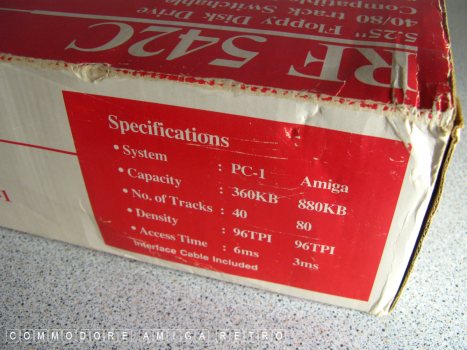 RF 542C
5.25" Floppy Disk Drive
40/80 track Switchable
Compatible
Specifications
• System : PC-1 Amiga
• Capacity : 360KB 880KB
• No. of Tracks : 40 80
• Density : 96TPI 96TPI
• Access Time : 6ms 3ms
Interface Cable Included
COMMODORE AMIGA RETRO